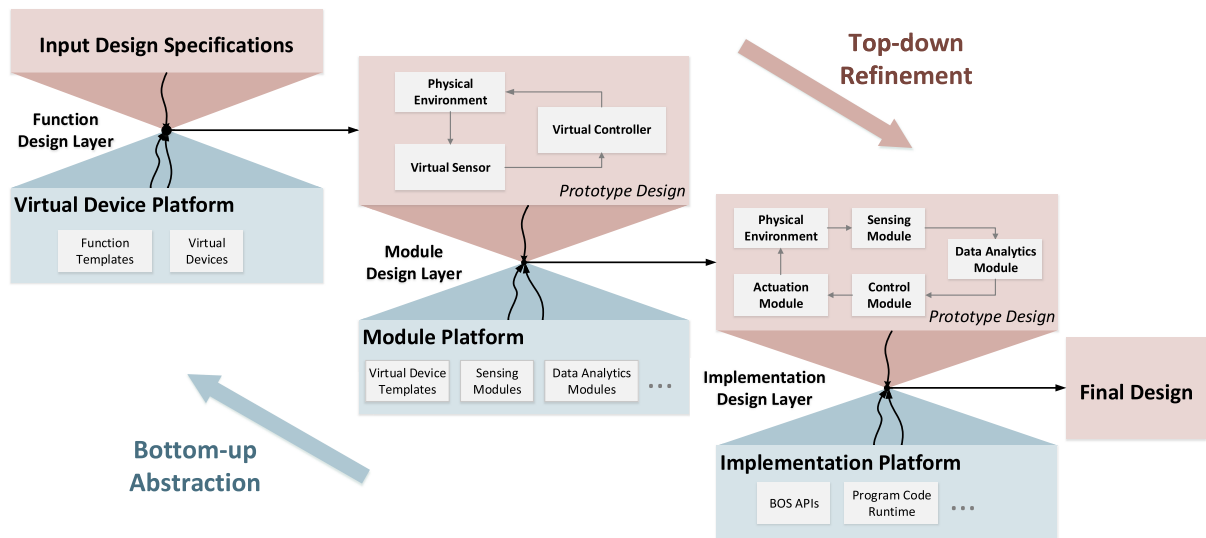 Input Design Specifications
Function
Design Layer
Virtual Device Platform
Function
Templates
Virtual
Devices
Physical
Environment
Virtual Controller
Virtual Sensor
Prototype Design
Top-down
Refinement
Module
Design Layer
Module Platform
Virtual Device
Templates
Sensing
Modules
Data Analytics
Modules
...
Physical
Environment
Sensing
Module
Data Analytics
Module
Actuation
Module
Control
Module
Prototype Design
Implementation
Design Layer
Final Design
Bottom-up
Abstraction
Implementation Platform
BOS APIs
Program Code
Runtime
...